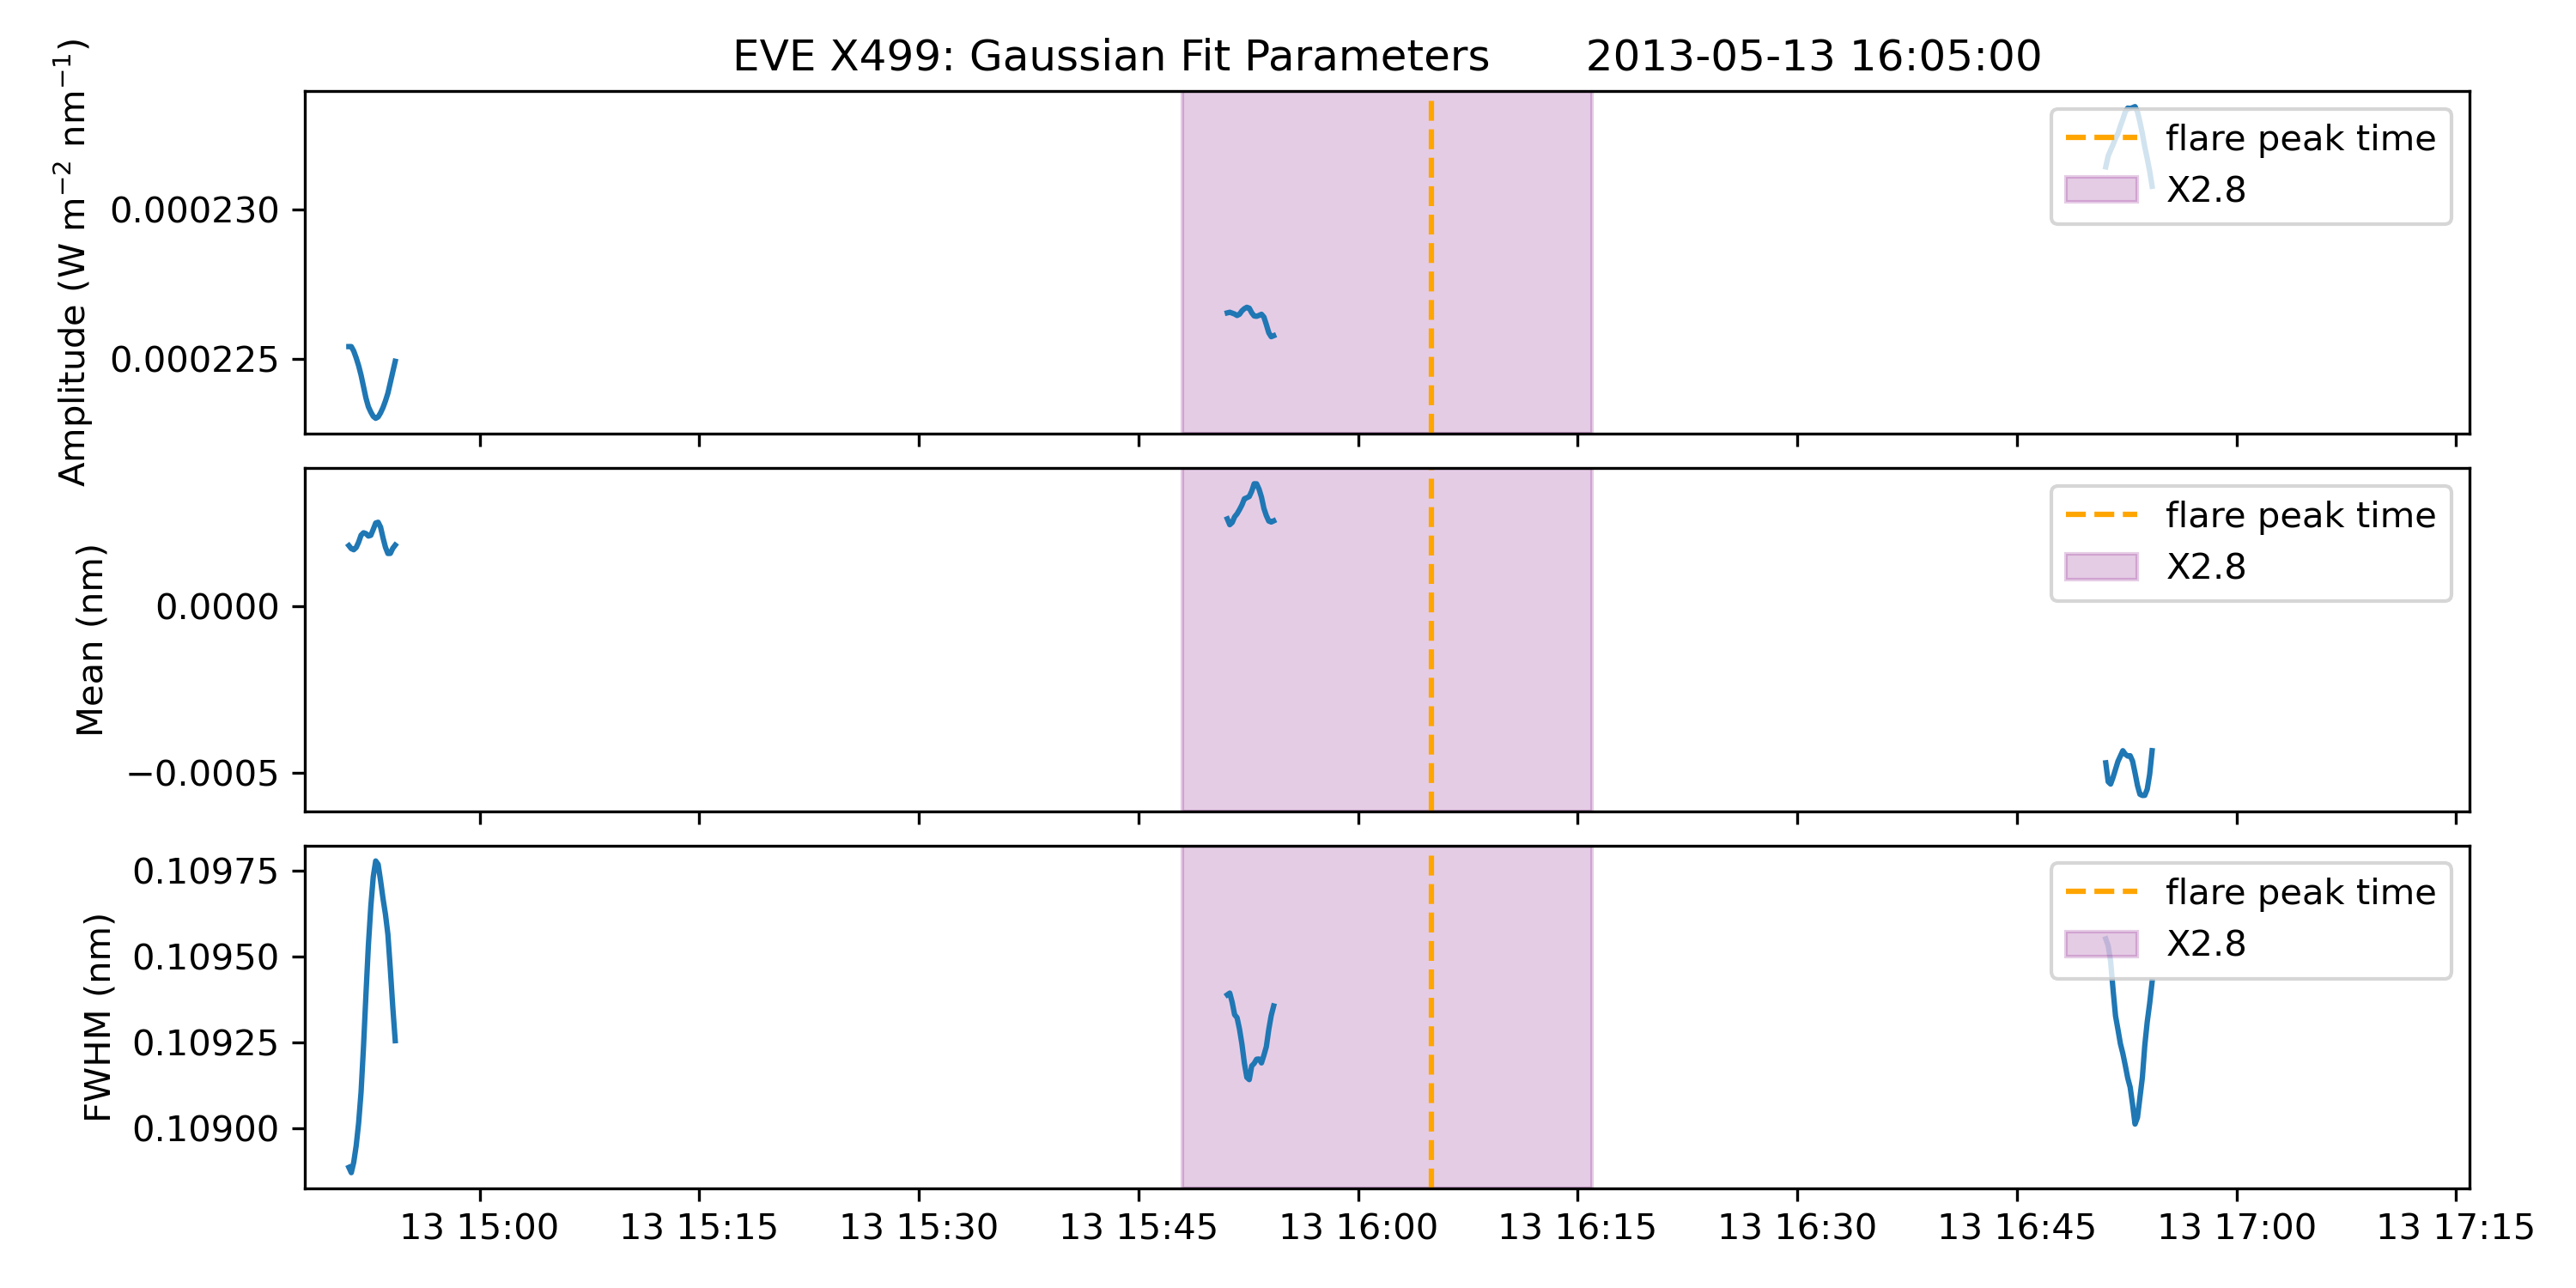 EVE X499: Gaussian Fit Parameters 2013-05-13 16:05:00
Amplitude (W m⁻² nm⁻¹)
0.000230
0.000225
flare peak time
X2.8
Mean (nm)
0.0000
−0.0005
flare peak time
X2.8
FWHM (nm)
0.10975
0.10950
0.10925
0.10900
flare peak time
X2.8
13 15:00 13 15:15 13 15:30 13 15:45 13 16:00 13 16:15 13 16:30 13 16:45 13 17:00 13 17:15